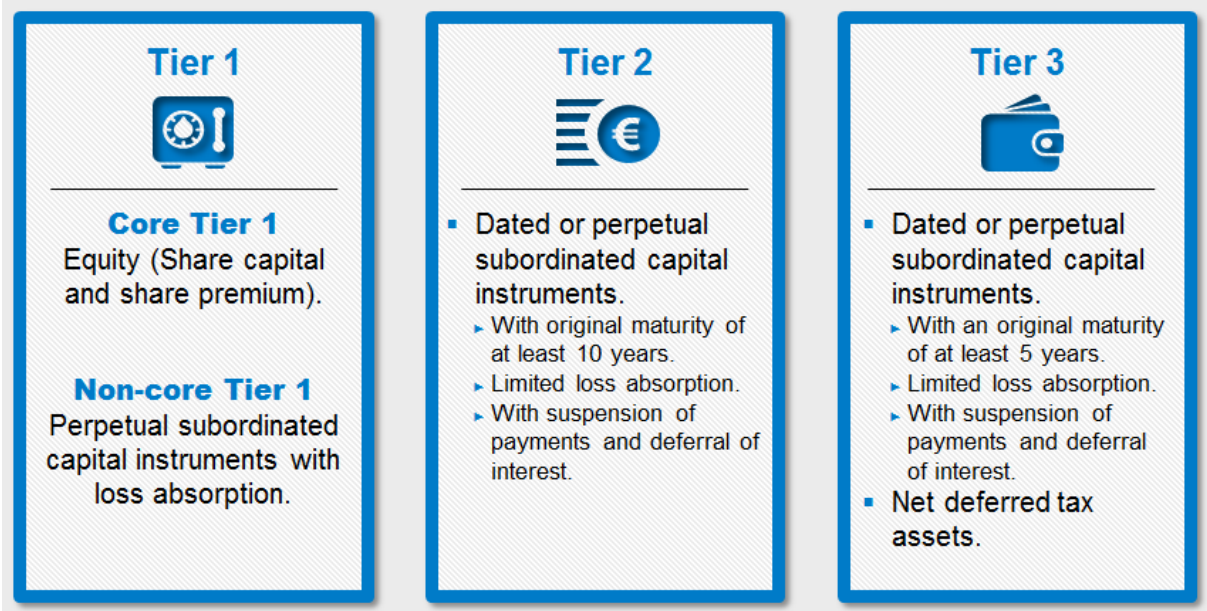 Tier 1
Core Tier 1
Equity (Share capital
and share premium).
Non-core Tier 1
Perpetual subordinated
capital instruments with
loss absorption.
Tier 2
€
▪ Dated or perpetual
subordinated capital
instruments.
► With original maturity of
at least 10 years.
► Limited loss absorption.
► With suspension of
payments and deferral of
interest.
Tier 3
▪ Dated or perpetual
subordinated capital
instruments.
► With an original maturity
of at least 5 years.
► Limited loss absorption.
► With suspension of
payments and deferral
of interest.
▪ Net deferred tax
assets.